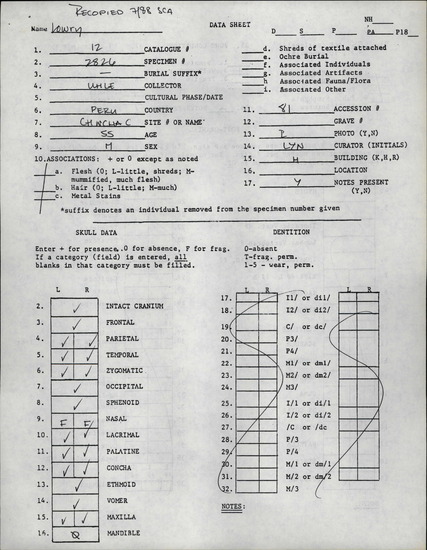 RECOPIED 7/88 SCA
DATA SHEET
NH
Name Lowry
D S F PA P18
1. 12 CATALOGUE #
2. 2826 SPECIMEN #
3. — BURIAL SUFFIX*
4. UHLE COLLECTOR
5. CULTURAL PHASE/DATE
6. PERU COUNTRY
7. CHINCHA C SITE # OR NAME
8. SS AGE
9. M SEX
10. ASSOCIATIONS: + or 0 except as noted
a. Flesh (0; L-little, shreds; M-
mummified, much flesh)
b. Hair (0; L-little; M-much)
c. Metal Stains
d. Shreds of textile attached
e. Ochre Burial
f. Associated Individuals
g. Associated Artifacts
h. Associated Fauna/Flora
i. Associated Other
11. 81 ACCESSION #
12. GRAVE #
13. PHOTO (Y,N)
14. LYN CURATOR (INITIALS)
15. H BUILDING (K,H,R)
16. LOCATION
17. Y NOTES PRESENT
(Y,N)
*suffix denotes an individual removed from the specimen number given
SKULL DATA
Enter + for presence, 0 for absence, F for frag.
If a category (field) is entered, all
blanks in that category must be filled.
L R
2. ✓ INTACT CRANIUM
3. ✓ FRONTAL
4. ✓ ✓ PARIETAL
5. ✓ ✓ TEMPORAL
6. ✓ ✓ ZYGOMATIC
7. ✓ OCCIPITAL
8. ✓ SPHENOID
9. F F NASAL
10. ✓ ✓ LACRIMAL
11. ✓ ✓ PALATINE
12. ✓ ✓ CONCHA
13. ✓ ETHMOID
14. ✓ VOMER
15. ✓ ✓ MAXILLA
16. MANDIBLE
DENTITION
0-absent
T-frag. perm.
1-5 - wear, perm.
L R L R
17. I1/ or di1/
18. I2/ or di2/
19. C/ or dc/
20. P3/
21. P4/
22. M1/ or dm1/
23. M2/ or dm2/
24. M3/
25. I/1 or di/1
26. I/2 or di/2
27. /C or /dc
28. P/3
29. P/4
30. M/1 or dm/1
31. M/2 or dm/2
32. M/3
NOTES: